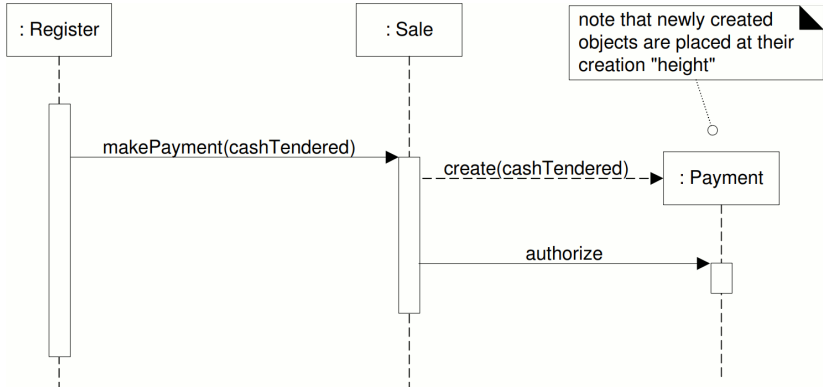 : Register
: Sale
note that newly created
objects are placed at their
creation "height"
makePayment(cashTendered)
create(cashTendered)
: Payment
authorize